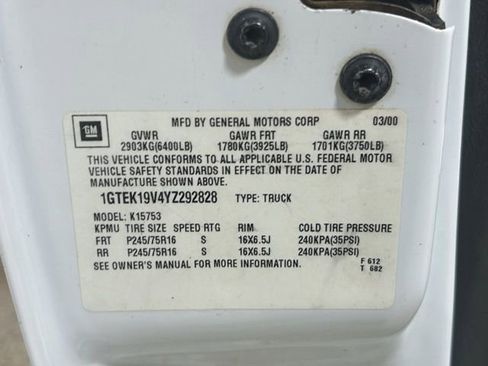 MFD BY GENERAL MOTORS CORP 03/00
GM
GVWR GAWR FRT GAWR RR
2903KG(6400LB) 1780KG(3925LB) 1701KG(3750LB)
THIS VEHICLE CONFORMS TO ALL APPLICABLE U.S. FEDERAL MOTOR
VEHICLE SAFETY STANDARDS IN EFFECT ON THE DATE OF
MANUFACTURE SHOWN ABOVE.
1GTEK19V4YZ292828 TYPE: TRUCK
MODEL: K15753
KPMU TIRE SIZE SPEED RTG RIM COLD TIRE PRESSURE
FRT P245/75R16 S 16X6.5J 240KPA(35PSI)
RR P245/75R16 S 16X6.5J 240KPA(35PSI)
SEE OWNER'S MANUAL FOR MORE INFORMATION.
F 612
T 682